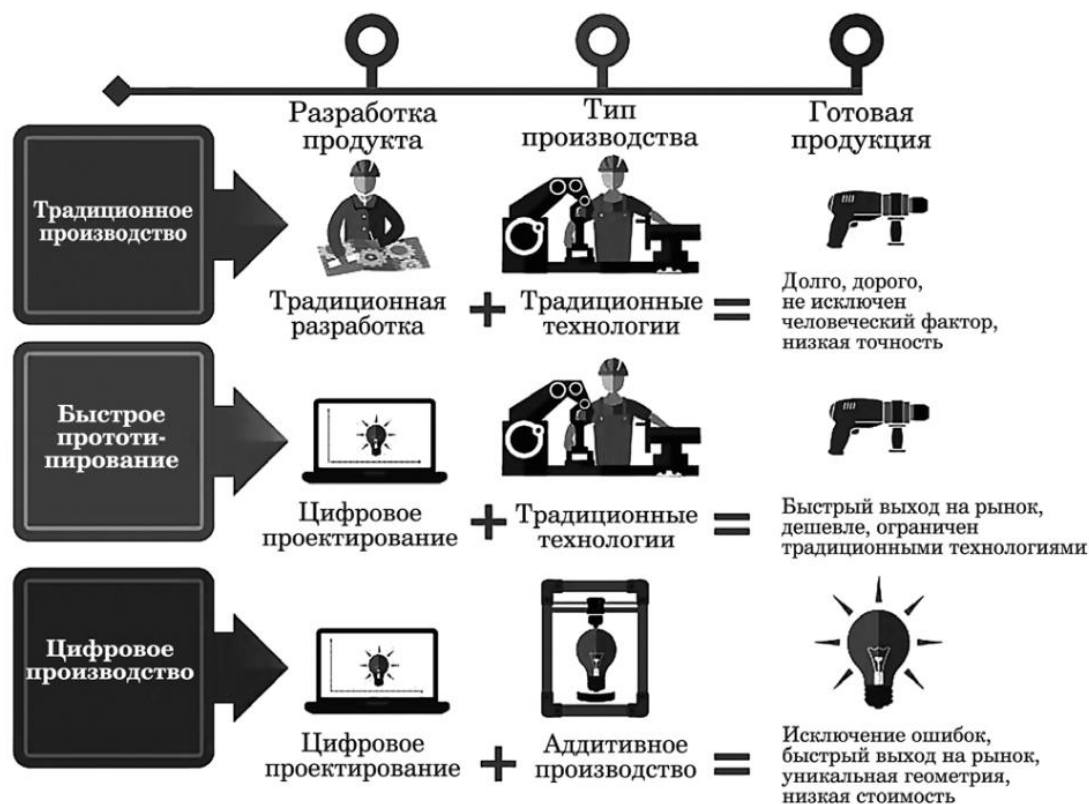 Разработка
продукта
Тип
производства
Готовая
продукция
Традиционное
производство
Традиционная
разработка
+
Традиционные
технологии
=
Долго, дорого,
не исключен
человеческий фактор,
низкая точность
Быстрое
прототи-
пирование
Цифровое
проектирование
+
Традиционные
технологии
=
Быстрый выход на рынок,
дешевле, ограничен
традиционными технологиями
Цифровое
производство
Цифровое
проектирование
+
Аддитивное
производство
=
Исключение ошибок,
быстрый выход на рынок,
уникальная геометрия,
низкая стоимость